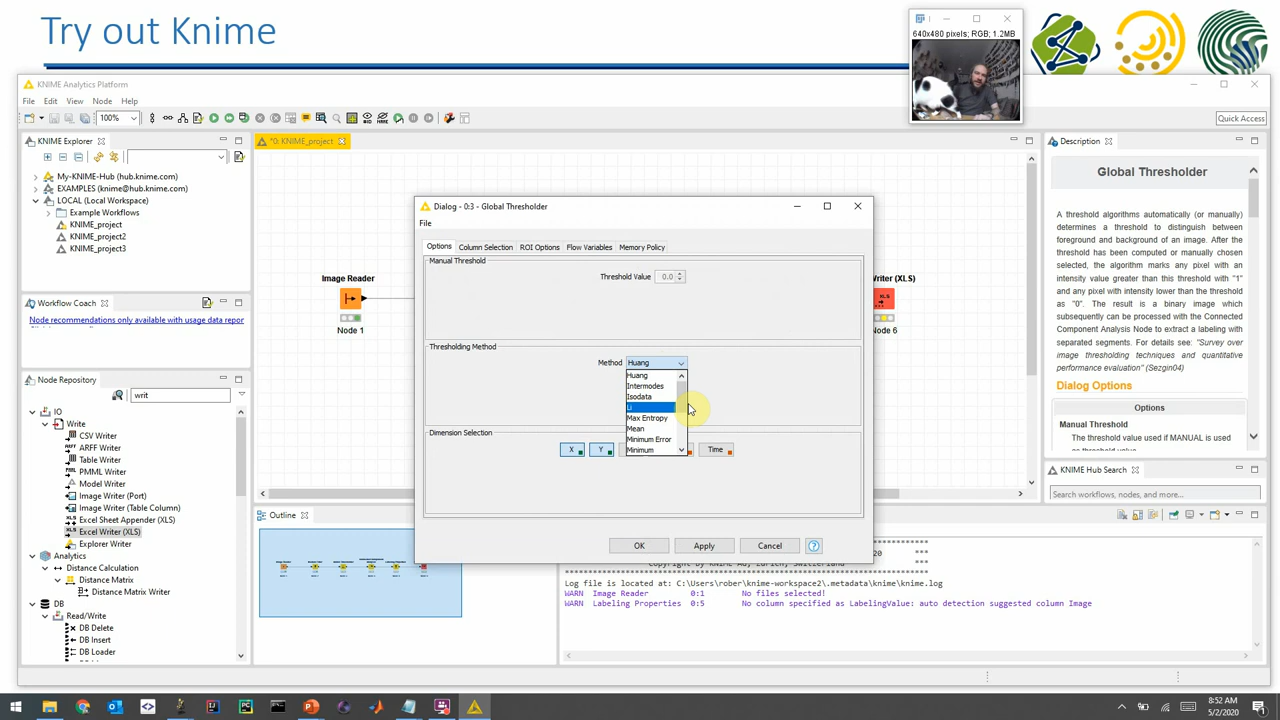 Try out Knime
640x480 pixels; RGB; 1.2MB
KNIME Analytics Platform
File Edit View Node Help
100%
Quick Access
KNIME Explorer
*0: KNIME_project
Description
My-KNIME-Hub (hub.knime.com)
EXAMPLES (knime@hub.knime.com)
LOCAL (Local Workspace)
Example Workflows
KNIME_project
KNIME_project2
KNIME_project3
Workflow Coach
Node recommendations only available with usage data repor
Node Repository
writ
IO
Write
CSV Writer
ARFF Writer
Table Writer
PMML Writer
Model Writer
Image Writer (Port)
Image Writer (Table Column)
Excel Sheet Appender (XLS)
Excel Writer (XLS)
Explorer Writer
Analytics
Distance Calculation
Distance Matrix
Distance Matrix Writer
DB
Read/Write
DB Delete
DB Insert
DB Loader
Image Reader
Node 1
Writer (XLS)
XLS
Node 6
Dialog - 0:3 - Global Thresholder
File
Options Column Selection ROI Options Flow Variables Memory Policy
Manual Threshold
Threshold Value 0.0
Thresholding Method
Method Huang
Huang
Intermodes
Isodata
Li
Max Entropy
Mean
Minimum Error
Minimum
Dimension Selection
X Y Time
OK Apply Cancel
Global Thresholder
A threshold algorithms automatically (or manually)
determines a threshold to distinguish between
foreground and background of an image. After the
threshold has been computed or manually chosen
selected, the algorithm marks any pixel with an
intensity value greater than this threshold with "1"
and any pixel with intensity lower than the threshold
as "0". The result is a binary image which
subsequently can be processed with the Connected
Component Analysis Node to extract a labeling with
separated segments. For details see: "Survey over
image thresholding techniques and quantitative
performance evaluation" (Sezgin04)
Dialog Options
Options
Manual Threshold
The threshold value if MANUAL is used
KNIME Hub Search
Search workflows, nodes, and more...
Outline
20 ***
Copyright by KNIME AG, Zurich, Switzerland ***
Log file is located at: C:\Users\rober\knime-workspace2\.metadata\knime\knime.log
WARN Image Reader 0:1 No files selected!
WARN Labeling Properties 0:5 No column specified as LabelingValue: auto detection suggested column Image
8:52 AM
5/2/2020